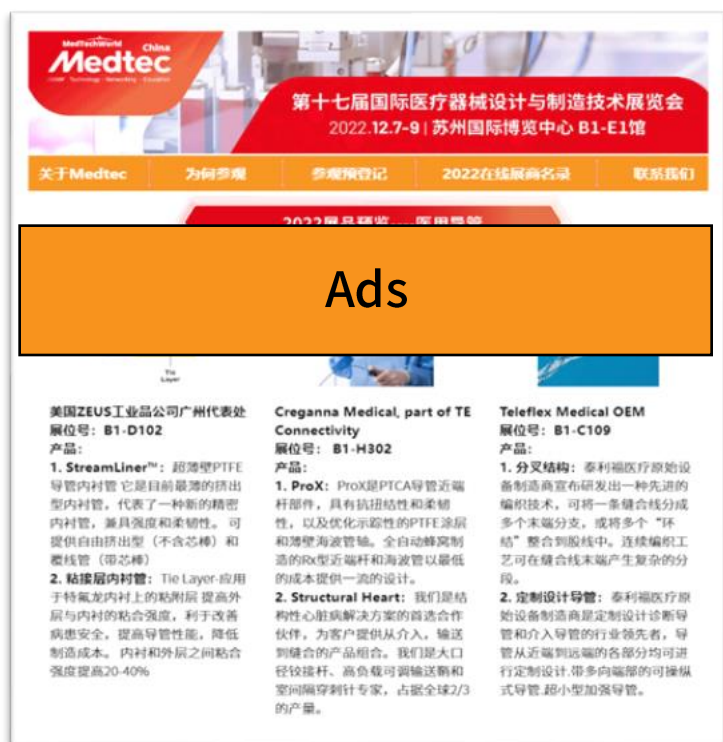 MedTechWorld China
Medtec
第十七届国际医疗器械设计与制造技术展览会
2022.12.7-9 | 苏州国际博览中心 B1-E1馆
关于Medtec
为何参观
参观预登记
2022在线展商名录
联系我们
Ads
Tie
Layer
美国ZEUS工业品公司广州代表处
展位号：B1-D102
产品：
1. StreamLiner™：超薄壁PTFE
导管内衬管 它是目前最薄的挤出
型内衬管，代表了一种新的精密
内衬管，兼具强度和柔韧性。 可
提供自由挤出型（不含芯棒）和
覆线管（带芯棒）
2. 粘接层内衬管：Tie Layer-应用
于特氟龙内衬上的粘附层 提高外
层与内衬的粘合强度，利于改善
病患安全，提高导管性能，降低
制造成本。 内衬和外层之间粘合
强度提高20-40%
Creganna Medical, part of TE
Connectivity
展位号： B1-H302
产品：
1. ProX：ProX是PTCA导管近端
杆部件，具有抗扭结性和柔韧
性，以及优化示踪性的PTFE涂层
和薄壁海波管轴。全自动蜂窝制
造的Rx型近端杆和海波管以最低
的成本提供一流的设计。
2. Structural Heart：我们是结
构性心脏病解决方案的首选合作
伙伴，为客户提供从介入，输送
到缝合的产品组合。我们是大口
径铰接杆、高负载可调输送鞘和
室间隔穿刺针专家，占据全球2/3
的产量。
Teleflex Medical OEM
展位号：B1-C109
产品：
1. 分叉结构：泰利福医疗原始设
备制造商宣布研发出一种先进的
编织技术，可将一条缝合线分成
多个末端分支，或将多个“环
结”整合到股线中。连续编织工
艺可在缝合线末端产生复杂的分
段。
2. 定制设计导管：泰利福医疗原
始设备制造商是定制设计诊断导
管和介入导管的行业领先者，导
管从近端到远端的各部分均可进
行定制设计.带多向端部的可操纵
式导管.超小型加强导管。